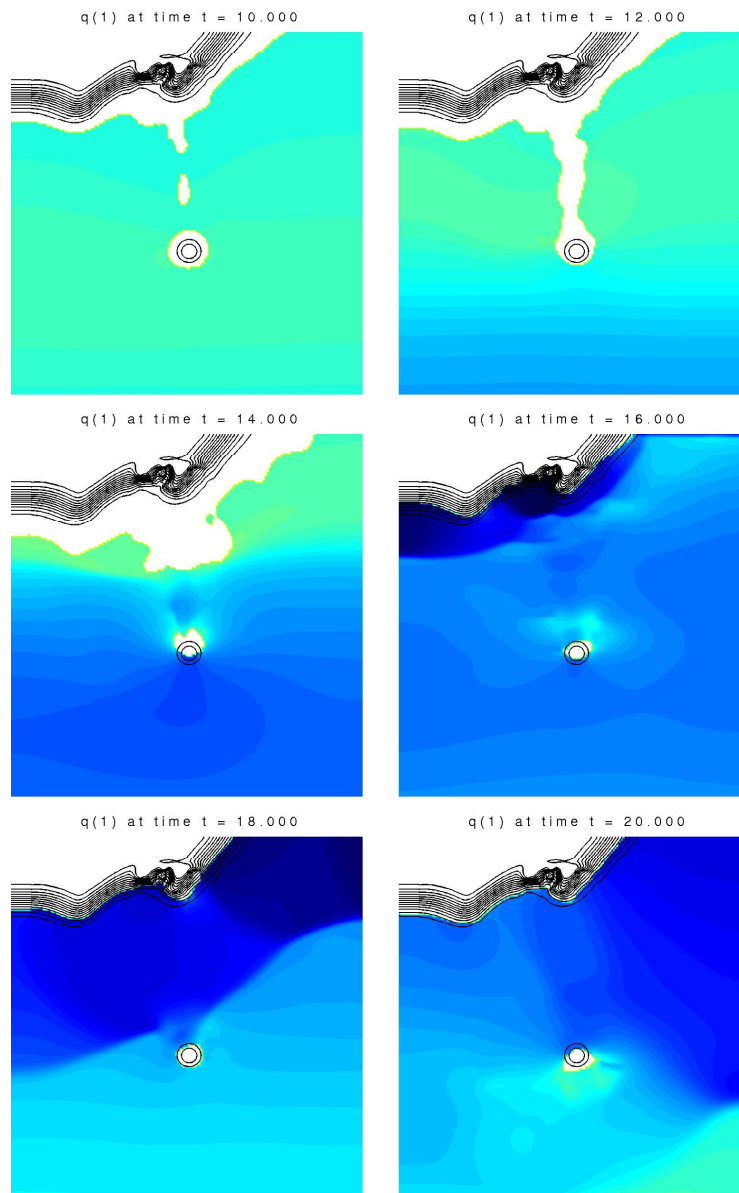 q(1) at time t = 10.000
q(1) at time t = 12.000
q(1) at time t = 14.000
q(1) at time t = 16.000
q(1) at time t = 18.000
q(1) at time t = 20.000